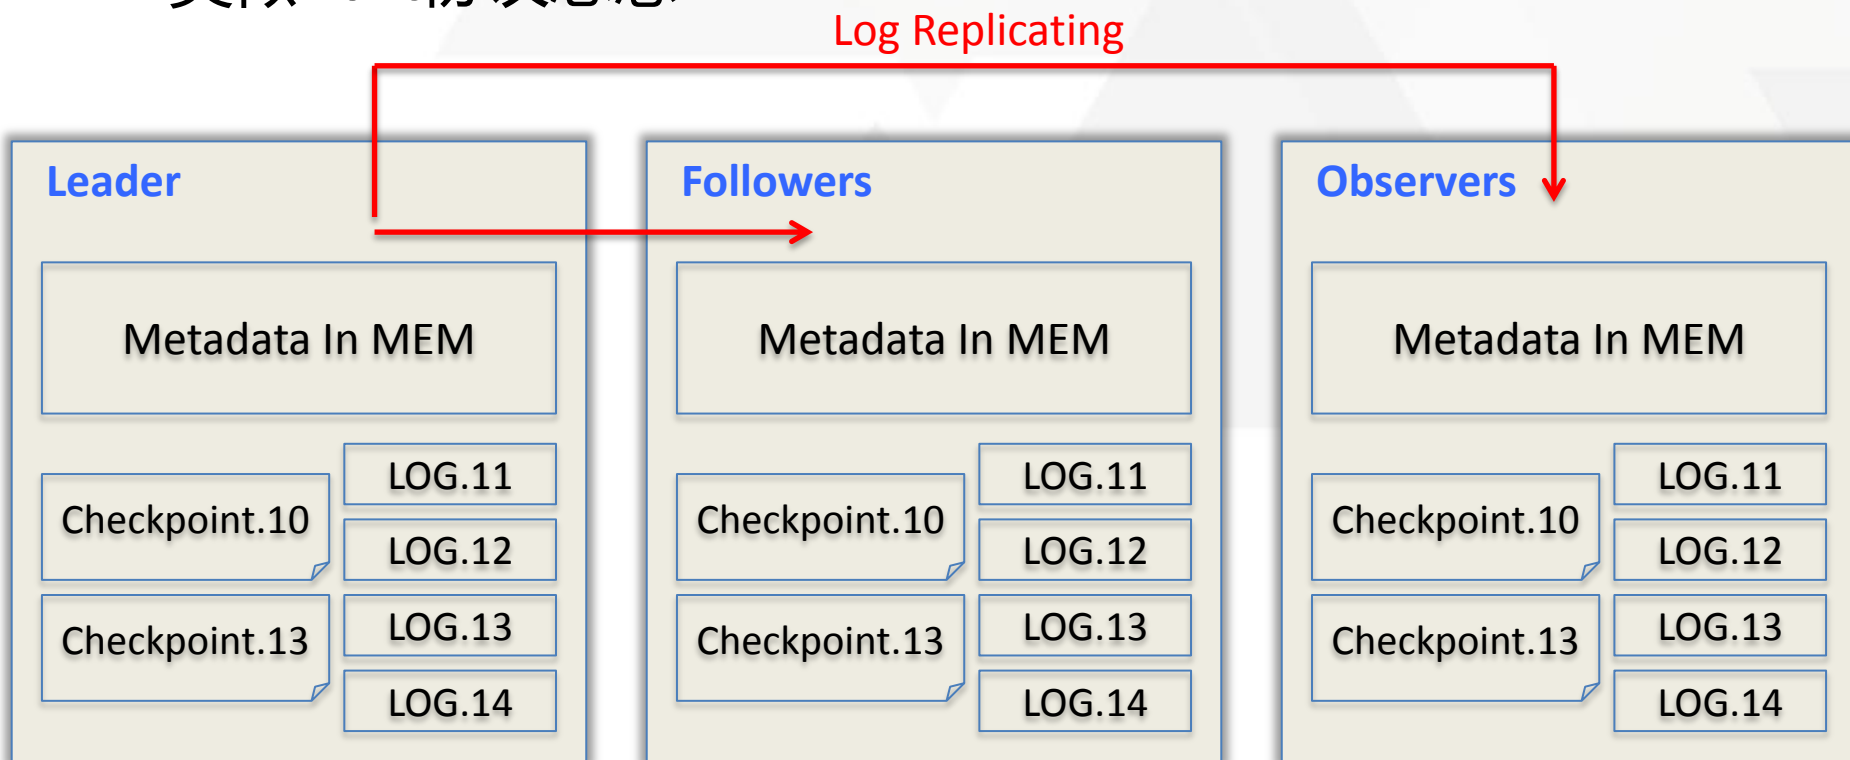 Log Replicating
Leader
Metadata In MEM
Checkpoint.10
Checkpoint.13
LOG.11
LOG.12
LOG.13
LOG.14
Followers
Metadata In MEM
Checkpoint.10
Checkpoint.13
LOG.11
LOG.12
LOG.13
LOG.14
Observers
Metadata In MEM
Checkpoint.10
Checkpoint.13
LOG.11
LOG.12
LOG.13
LOG.14